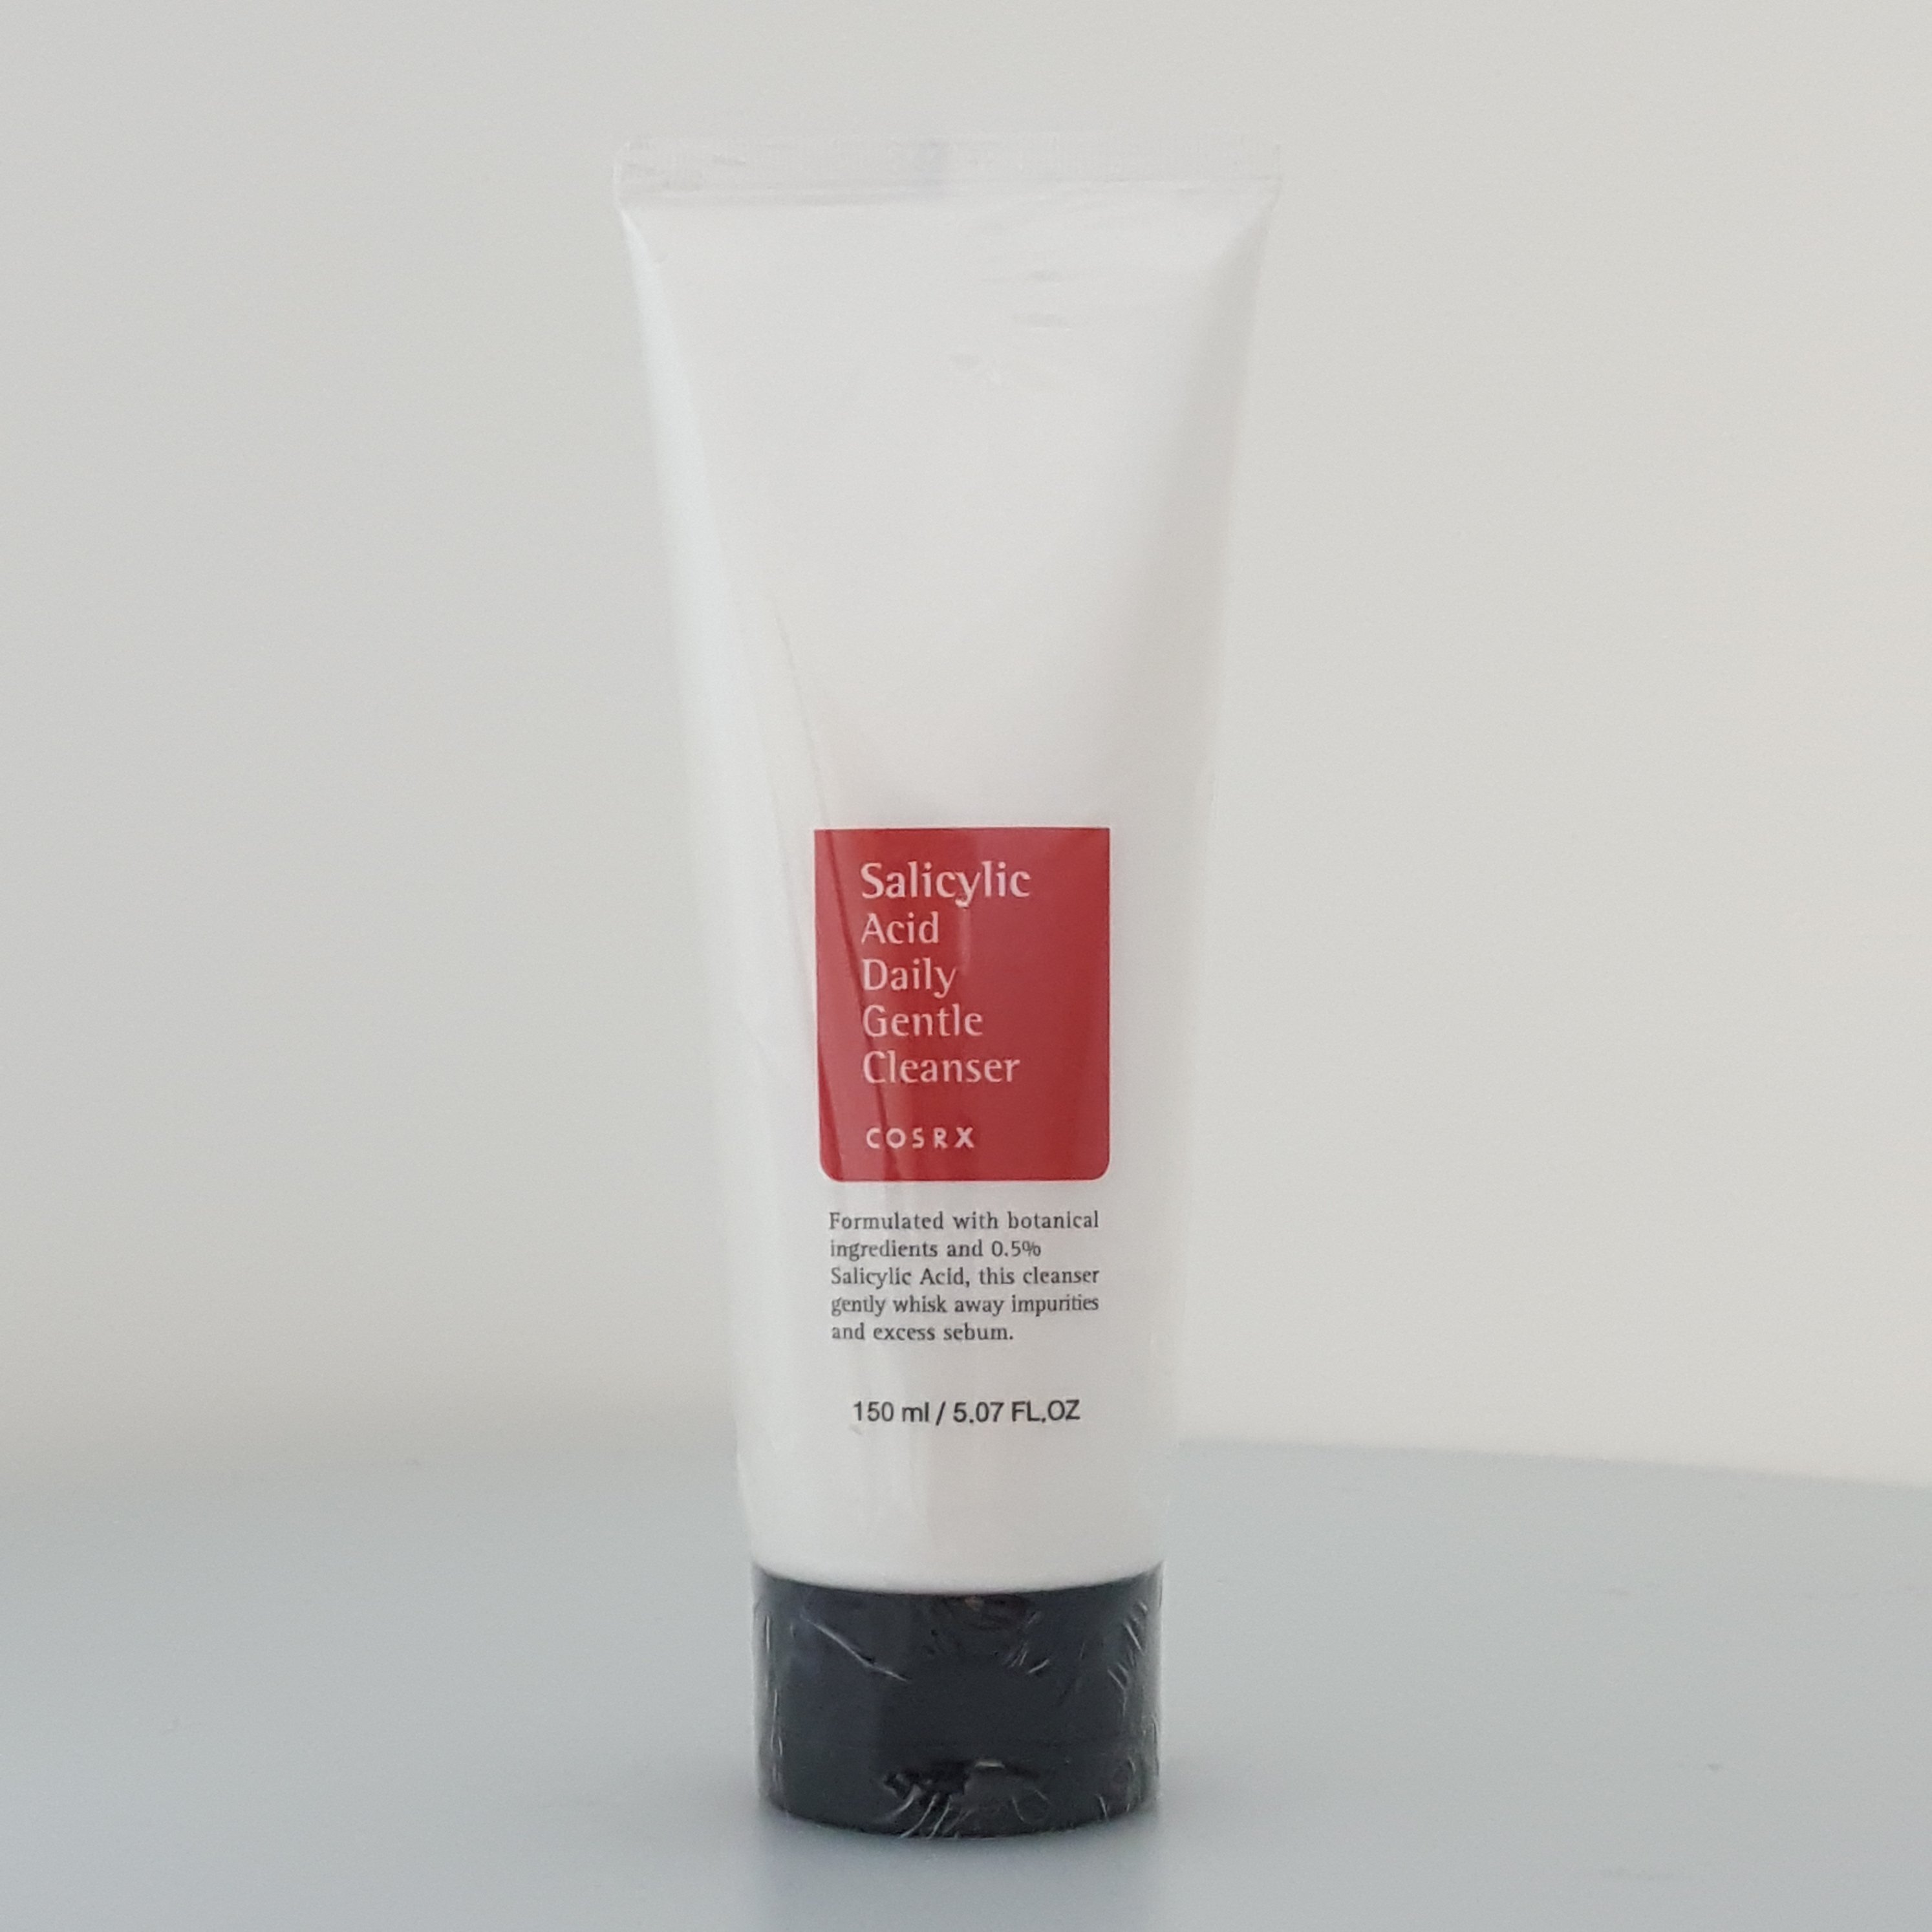 Salicylic
Acid
Daily
Gentle
Cleanser
COSRX
Formulated with botanical
ingredients and 0.5%
Salicylic Acid, this cleanser
gently whisk away impurities
and excess sebum.
150 ml / 5.07 FL.OZ